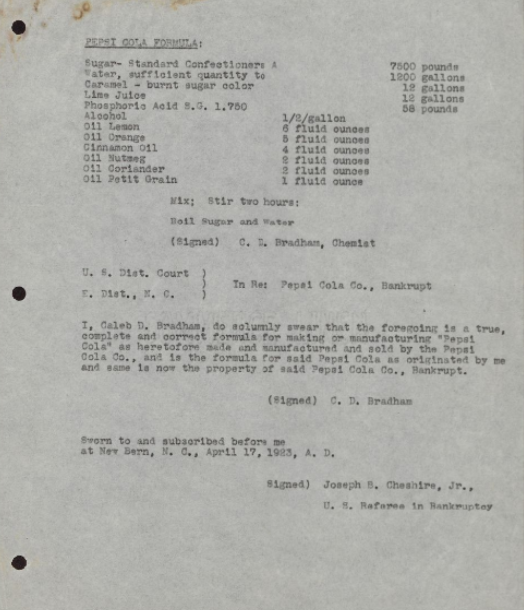 PEPSI COLA FORMULA:
Sugar- Standard Confectioners A 7500 pounds
Water, sufficient quantity to 1200 gallons
Caramel - burnt sugar color 12 gallons
Lime Juice 12 gallons
Phosphoric Acid S.G. 1,750 58 pounds
Alcohol 1/2/gallon
Oil Lemon 6 fluid ounces
Oil Orange 5 fluid ounces
Cinnamon Oil 4 fluid ounces
Oil Nutmeg 2 fluid ounces
Oil Coriander 2 fluid ounces
Oil Petit Grain 1 fluid ounce
Mix; Stir two hours:
Boil Sugar and Water
(Signed) C. D. Bradham, Chemist
U. S. Dist. Court )
) In Re: Pepsi Cola Co., Bankrupt
E. Dist., N. C. )
I, Caleb D. Bradham, do solumnly swear that the foregoing is a true,
complete and correct formula for making or manufacturing "Pepsi
Cola" as heretofore made and manufactured and sold by the Pepsi
Cola Co., and is the formula for said Pepsi Cola as originated by me
and same is now the property of said Pepsi Cola Co., Bankrupt.
(Signed) C. D. Bradham
Sworn to and subscribed before me
at New Bern, N. C., April 17, 1923, A. D.
Signed) Joseph B. Cheshire, Jr.,
U. S. Referee in Bankruptcy